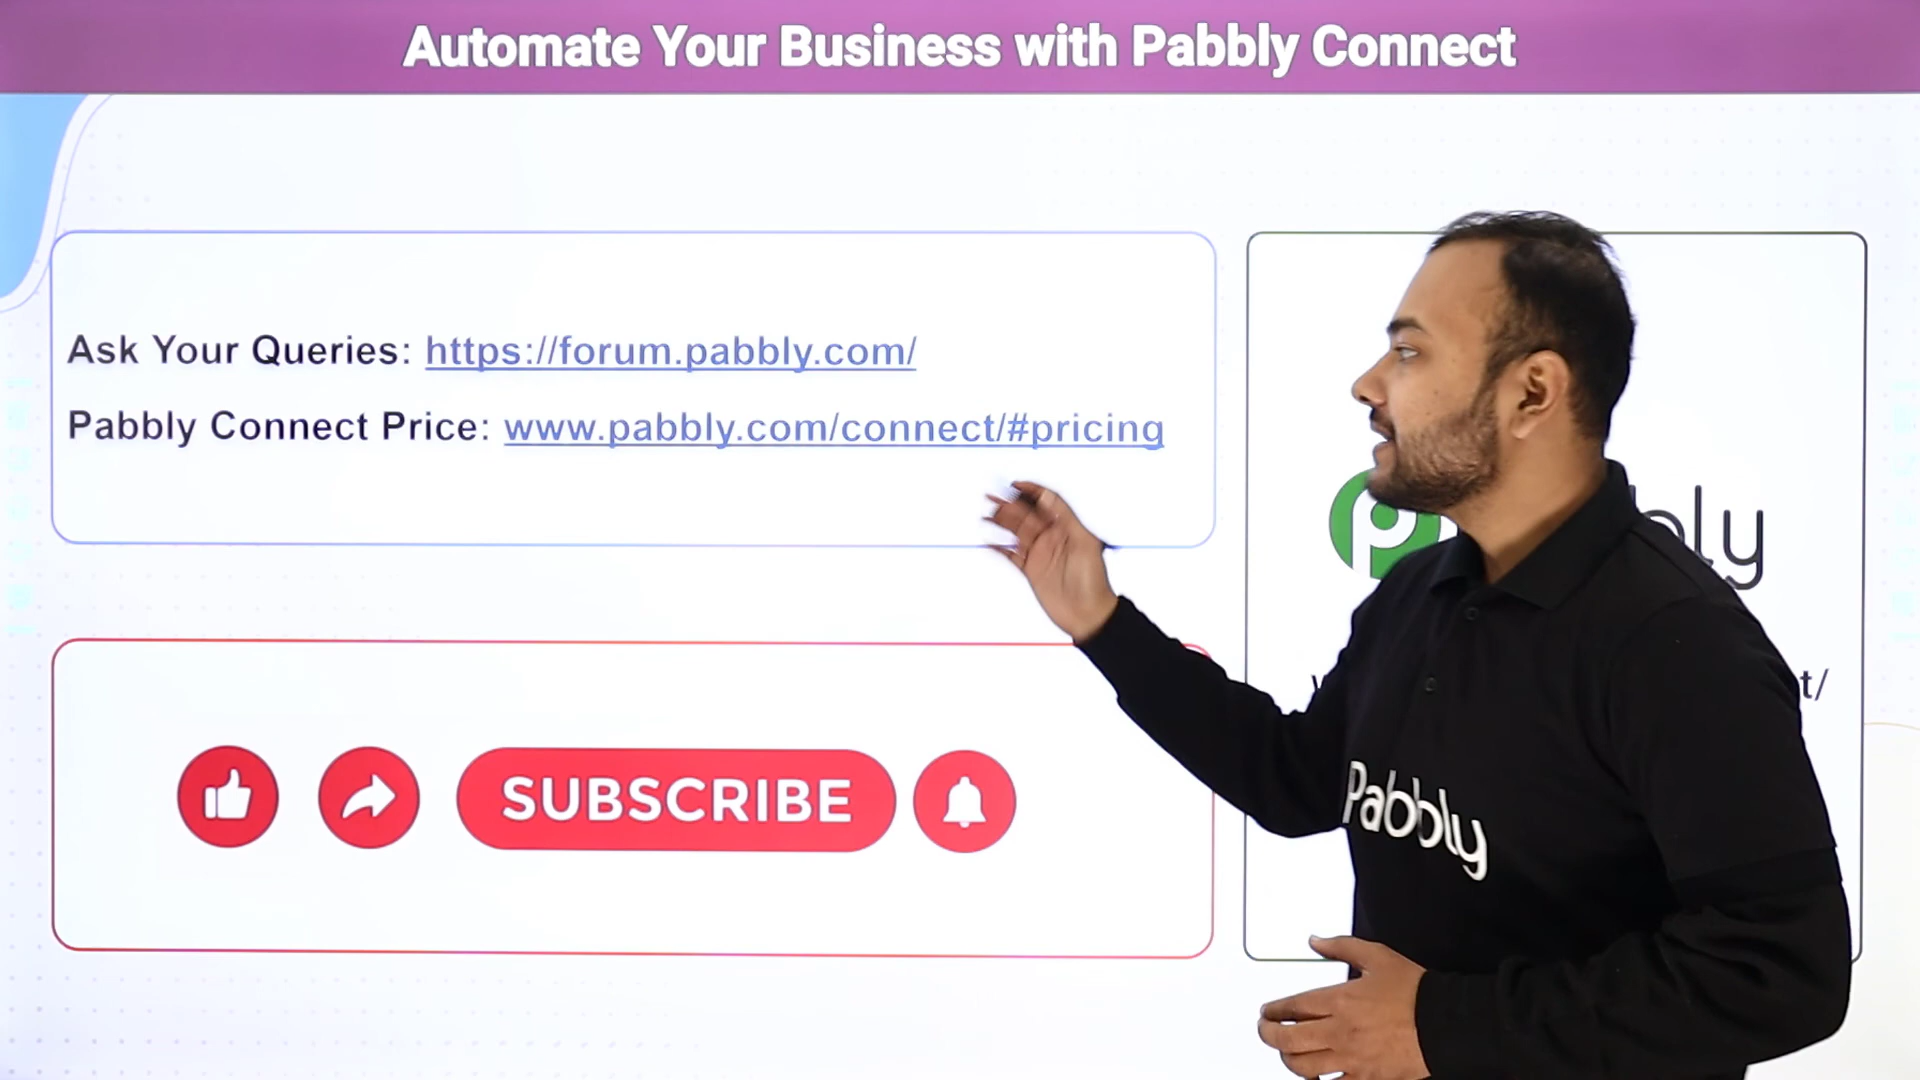 Automate Your Business with Pabbly Connect
Ask Your Queries: https://forum.pabbly.com/
Pabbly Connect Price: www.pabbly.com/connect/#pricing
SUBSCRIBE
Pabbly